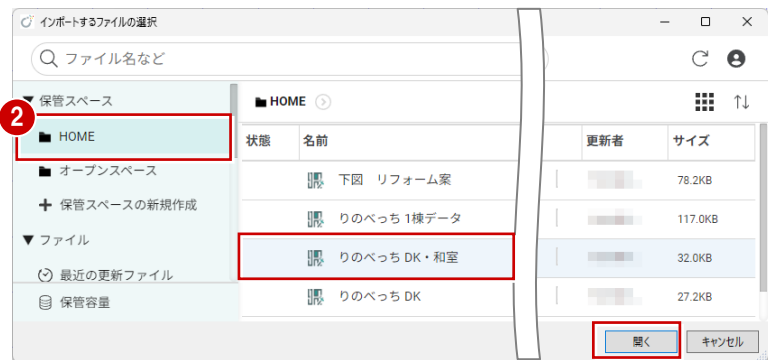 インポートするファイルの選択
ファイル名など
▼ 保管スペース
2
HOME
オープンスペース
+ 保管スペースの新規作成
▼ ファイル
最近の更新ファイル
保管容量
HOME
状態 名前 更新者 サイズ
下図 リフォーム案 78.2KB
りのべっち 1棟データ 117.0KB
りのべっち DK・和室 32.0KB
りのべっち DK 27.2KB
開く キャンセル